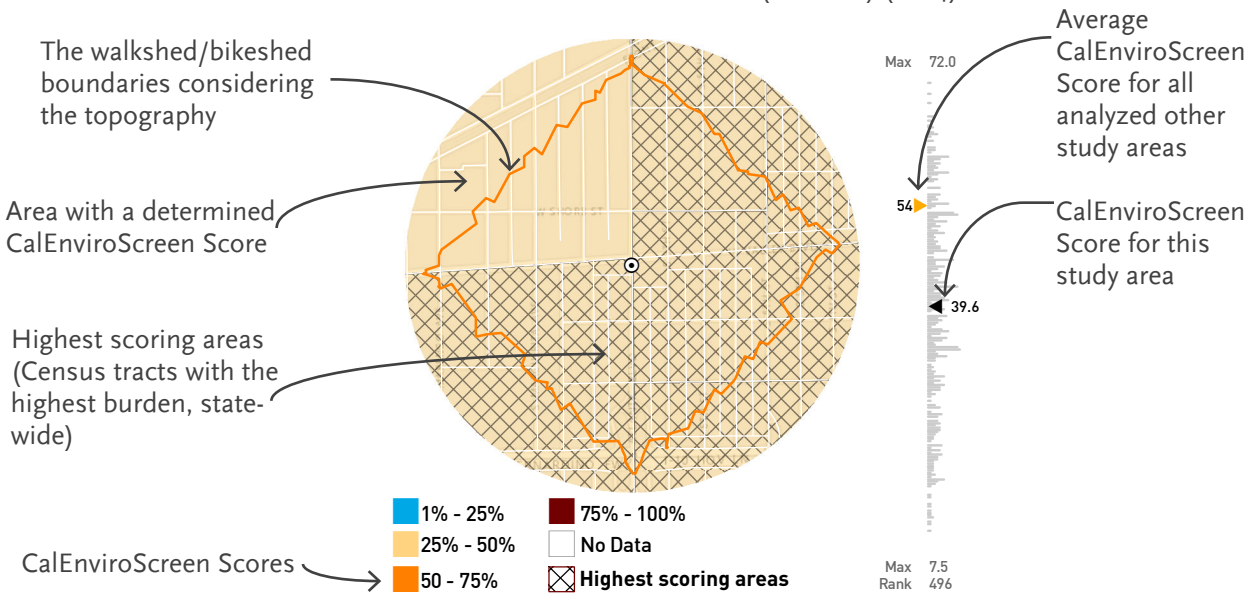 The walkshed/bikeshed
boundaries considering
the topography
Area with a determined
CalEnviroScreen Score
Highest scoring areas
(Census tracts with the
highest burden, state-
wide)
CalEnviroScreen Scores
1% - 25%
25% - 50%
50 - 75%
75% - 100%
No Data
Highest scoring areas
Max 72.0
54
39.6
Max 7.5
Rank 496
Average
CalEnviroScreen
Score for all
analyzed other
study areas
CalEnviroScreen
Score for this
study area